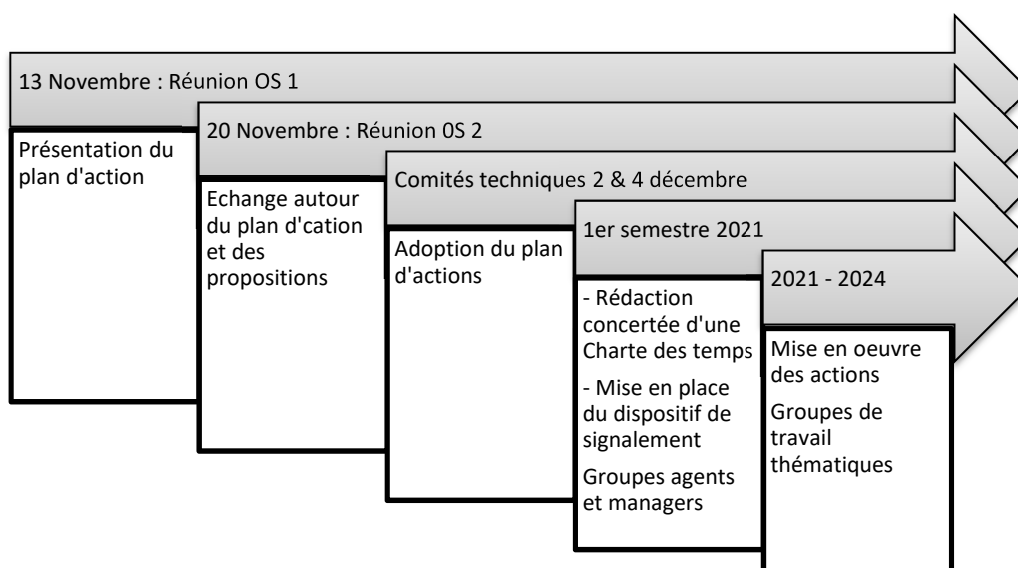 13 Novembre : Réunion OS 1
Présentation du
plan d'action
20 Novembre : Réunion 0S 2
Echange autour
du plan d'cation
et des
propositions
Comités techniques 2 & 4 décembre
Adoption du plan
d'actions
1er semestre 2021
- Rédaction
concertée d'une
Charte des temps
- Mise en place
du dispositif de
signalement
Groupes agents
et managers
2021 - 2024
Mise en oeuvre
des actions
Groupes de
travail
thématiques